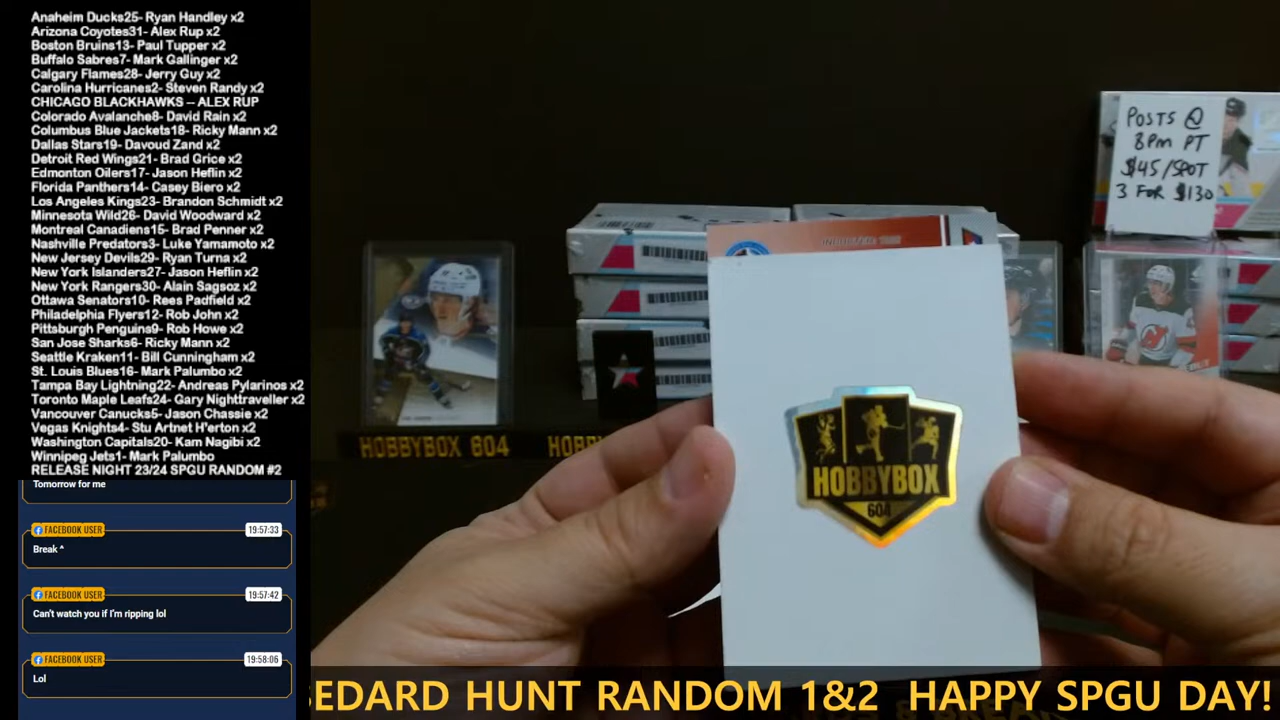 Anaheim Ducks25- Ryan Handley x2
Arizona Coyotes31- Alex Rup x2
Boston Bruins13- Paul Tupper x2
Buffalo Sabres7- Mark Gallinger x2
Calgary Flames28- Jerry Guy x2
Carolina Hurricanes2- Steven Randy x2
CHICAGO BLACKHAWKS -- ALEX RUP
Colorado Avalanche8- David Rain x2
Columbus Blue Jackets18- Ricky Mann x2
Dallas Stars19- Davoud Zand x2
Detroit Red Wings21- Brad Grice x2
Edmonton Oilers17- Jason Heflin x2
Florida Panthers14- Casey Biero x2
Los Angeles Kings23- Brandon Schmidt x2
Minnesota Wild26- David Woodward x2
Montreal Canadiens15- Brad Penner x2
Nashville Predators3- Luke Yamamoto x2
New Jersey Devils29- Ryan Turna x2
New York Islanders27- Jason Heflin x2
New York Rangers30- Alain Sagsoz x2
Ottawa Senators10- Rees Padfield x2
Philadelphia Flyers12- Rob John x2
Pittsburgh Penguins9- Rob Howe x2
San Jose Sharks6- Ricky Mann x2
Seattle Kraken11- Bill Cunningham x2
St. Louis Blues16- Mark Palumbo x2
Tampa Bay Lightning22- Andreas Pylarinos x2
Toronto Maple Leafs24- Gary Nighttraveller x2
Vancouver Canucks5- Jason Chassie x2
Vegas Knights4- Stu Artnet H'erton x2
Washington Capitals20- Kam Nagibi x2
Winnipeg Jets1- Mark Palumbo
RELEASE NIGHT 23/24 SPGU RANDOM #2
Tomorrow for me
FACEBOOK USER 19:57:33
Break ^
FACEBOOK USER 19:57:42
Can't watch you if I'm ripping lol
FACEBOOK USER 19:58:06
Lol
POSTS @
8PM PT
$45/SPOT
3 FOR $130
HOBBYBOX 604
HOBBYBOX
604
EDARD HUNT RANDOM 1&2 HAPPY SPGU DAY!